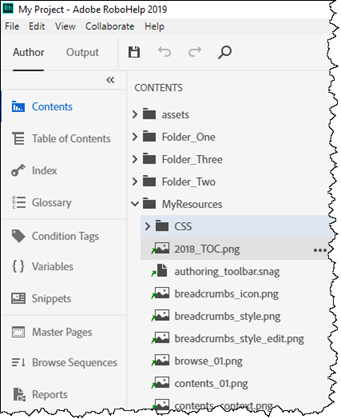 Rh My Project - Adobe RoboHelp 2019
File Edit View Collaborate Help
Author Output
«
CONTENTS
Contents
Table of Contents
Index
Glossary
Condition Tags
Variables
Snippets
Master Pages
Browse Sequences
Reports
assets
Folder_One
Folder_Three
Folder_Two
MyResources
CSS
2018_TOC.png
authoring_toolbar.snag
breadcrumbs_icon.png
breadcrumbs_style.png
breadcrumbs_style_edit.png
browse_01.png
contents_01.png
contents_context.png